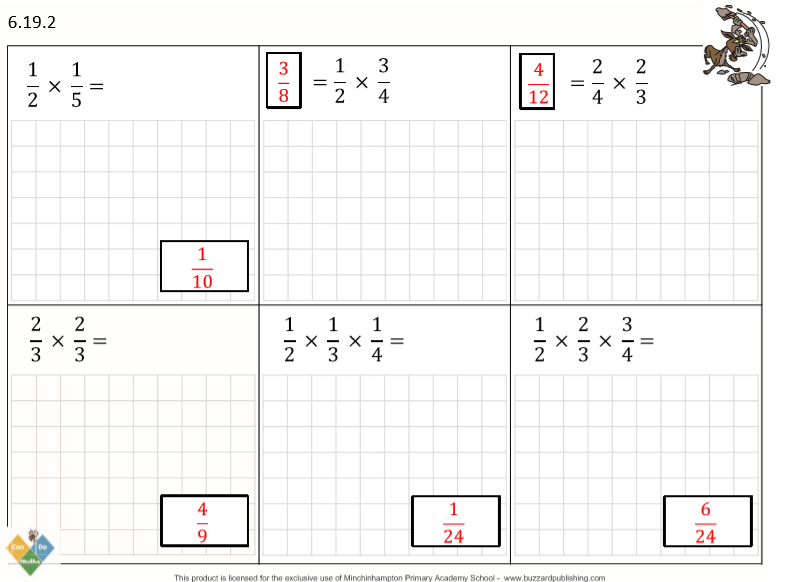 6.19.2
1/2 × 1/5 =
1/10
3/8 = 1/2 × 3/4
4/12 = 2/4 × 2/3
2/3 × 2/3 =
4/9
1/2 × 1/3 × 1/4 =
1/24
1/2 × 2/3 × 3/4 =
6/24
Kan Do
maths
This product is licensed for the exclusive use of Minchinhampton Primary Academy School - www.buzzardpublishing.com